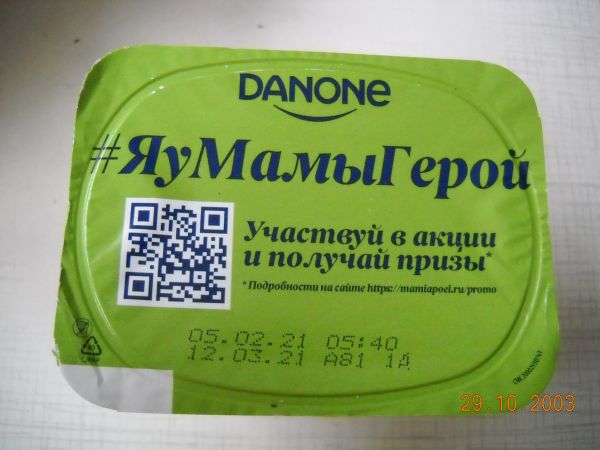 DANONE
#ЯуМамыГерой
Участвуй в акции
и получай призы*
* Подробности на сайте https://mamiapoel.ru/promo
05.02.21 05:40
12.03.21 A81 1Д
29.10.2003